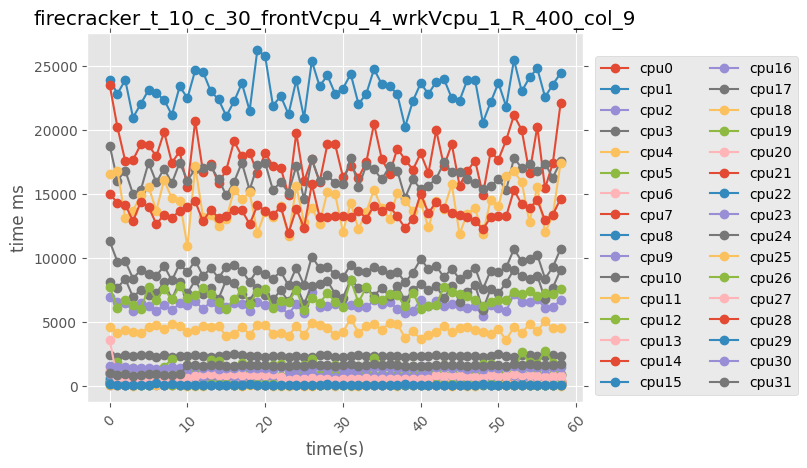 firecracker_t_10_c_30_frontVcpu_4_wrkVcpu_1_R_400_col_9
25000
20000
15000
10000
5000
0
time ms
0
10
20
30
40
50
60
time(s)
cpu0
cpu1
cpu2
cpu3
cpu4
cpu5
cpu6
cpu7
cpu8
cpu9
cpu10
cpu11
cpu12
cpu13
cpu14
cpu15
cpu16
cpu17
cpu18
cpu19
cpu20
cpu21
cpu22
cpu23
cpu24
cpu25
cpu26
cpu27
cpu28
cpu29
cpu30
cpu31